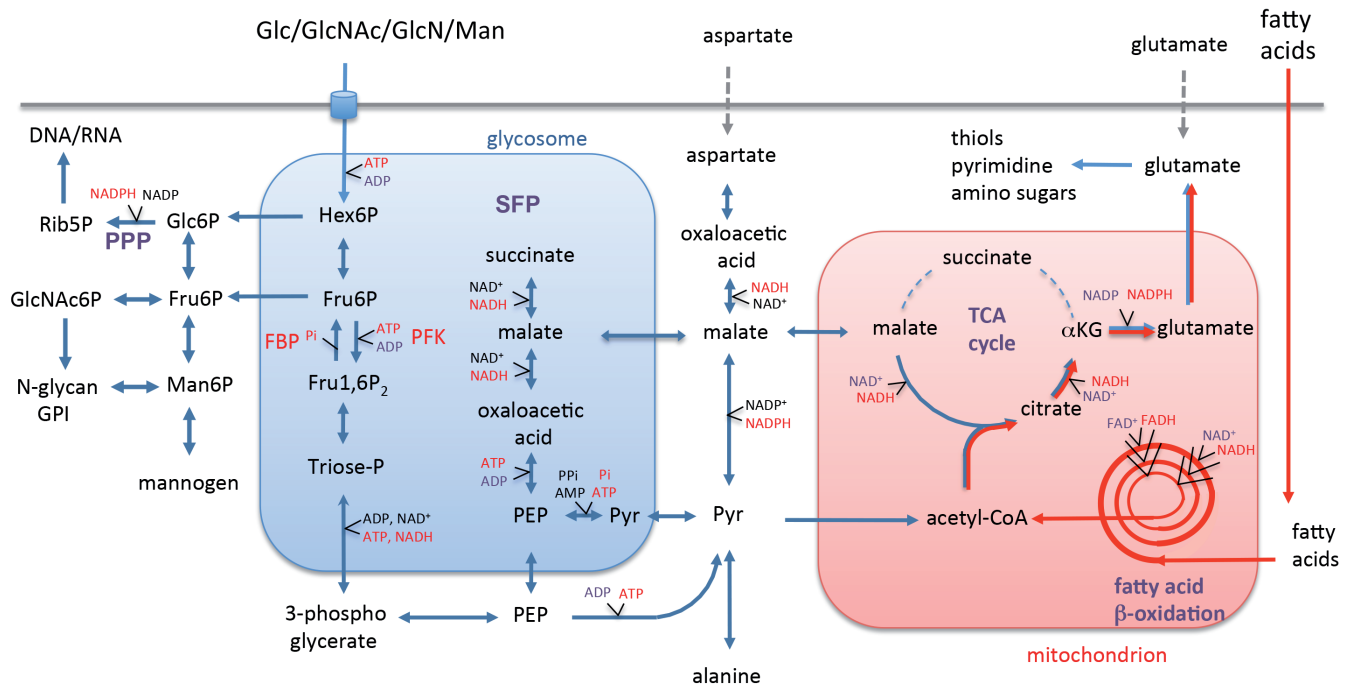 Glc/GlcNAc/GlcN/Man
aspartate
glutamate
fatty
acids
DNA/RNA
glycosome
aspartate
thiols
pyrimidine
amino sugars
glutamate
ATP
ADP
NADPH NADP
Rib5P
PPP
Glc6P
Hex6P
SFP
oxaloacetic
acid
succinate
NAD⁺
NADH
NADH
NAD⁺
succinate
GlcNAc6P
Fru6P
Fru6P
malate
malate
malate
TCA
cycle
αKG
NADP NADPH
glutamate
FBP Pi
ATP
ADP
PFK
NAD⁺
NADH
N-glycan
GPI
Man6P
Fru1,6P₂
NAD⁺
NADH
NADH
NAD⁺
citrate
oxaloacetic
acid
NADP⁺
NADPH
FAD⁺ FADH
NAD⁺
NADH
mannogen
Triose-P
ATP
ADP
PPi
AMP
Pi
ATP
PEP
Pyr
Pyr
acetyl-CoA
ADP, NAD⁺
ATP, NADH
fatty
acids
fatty acid
β-oxidation
3-phospho
glycerate
PEP
ADP ATP
mitochondrion
alanine